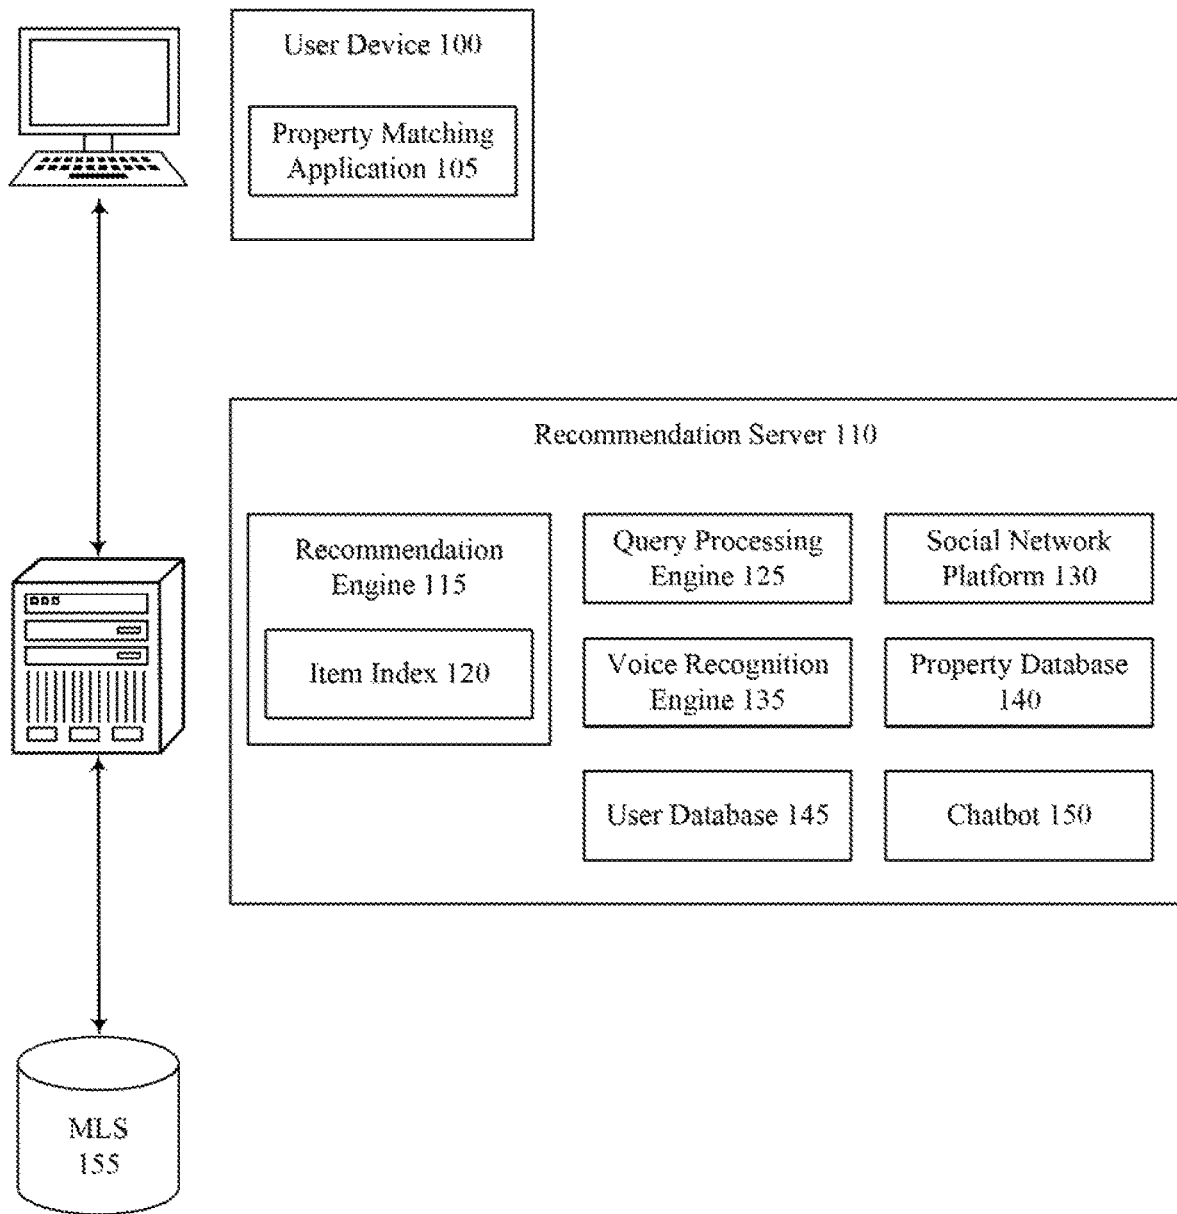 User Device 100
Property Matching
Application 105
Recommendation Server 110
Recommendation
Engine 115
Item Index 120
Query Processing
Engine 125
Social Network
Platform 130
Voice Recognition
Engine 135
Property Database
140
User Database 145
Chatbot 150
MLS
155